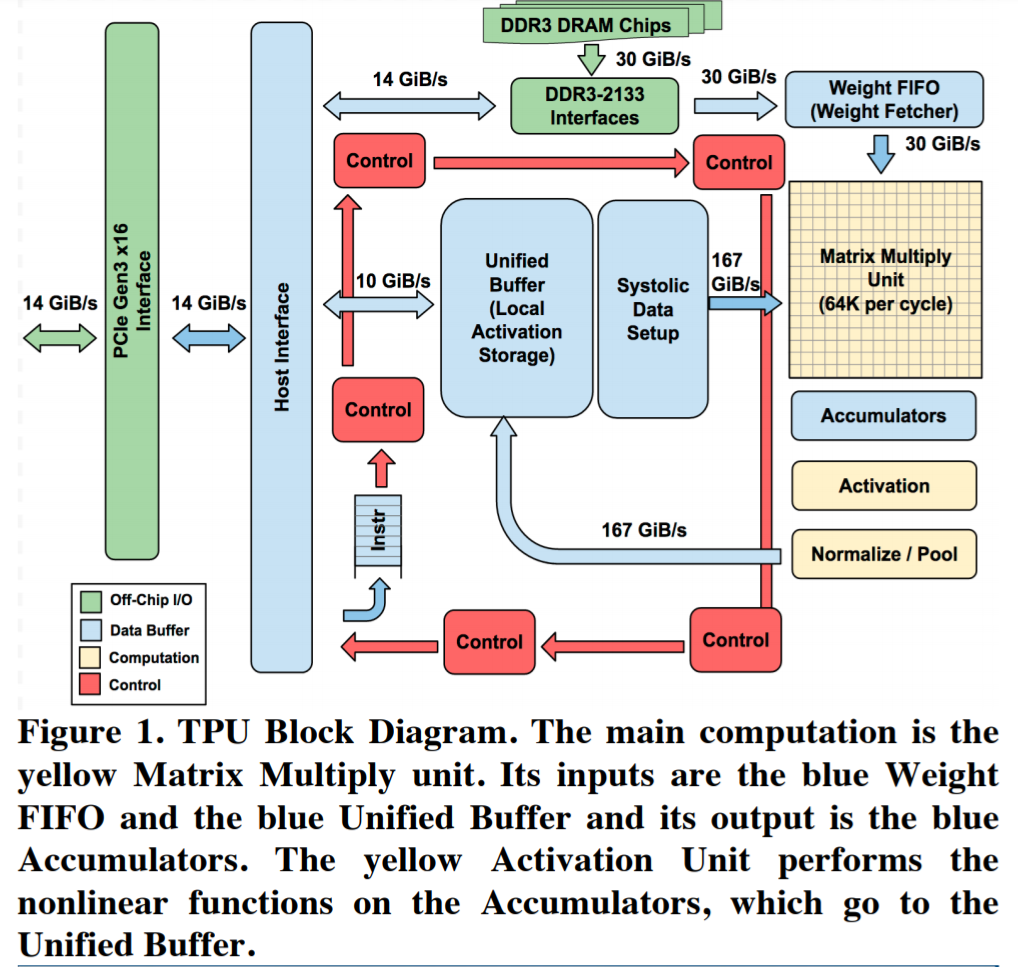 DDR3 DRAM Chips
30 GiB/s
14 GiB/s
DDR3-2133
Interfaces
30 GiB/s
Weight FIFO
(Weight Fetcher)
30 GiB/s
Control
Control
PCIe Gen3 x16
Interface
Host Interface
14 GiB/s
14 GiB/s
10 GiB/s
Unified
Buffer
(Local
Activation
Storage)
Systolic
Data
Setup
167
GiB/s
Matrix Multiply
Unit
(64K per cycle)
Control
Accumulators
Activation
Instr
167 GiB/s
Normalize / Pool
Off-Chip I/O
Data Buffer
Computation
Control
Control
Control
Figure 1. TPU Block Diagram. The main computation is the
yellow Matrix Multiply unit. Its inputs are the blue Weight
FIFO and the blue Unified Buffer and its output is the blue
Accumulators. The yellow Activation Unit performs the
nonlinear functions on the Accumulators, which go to the
Unified Buffer.